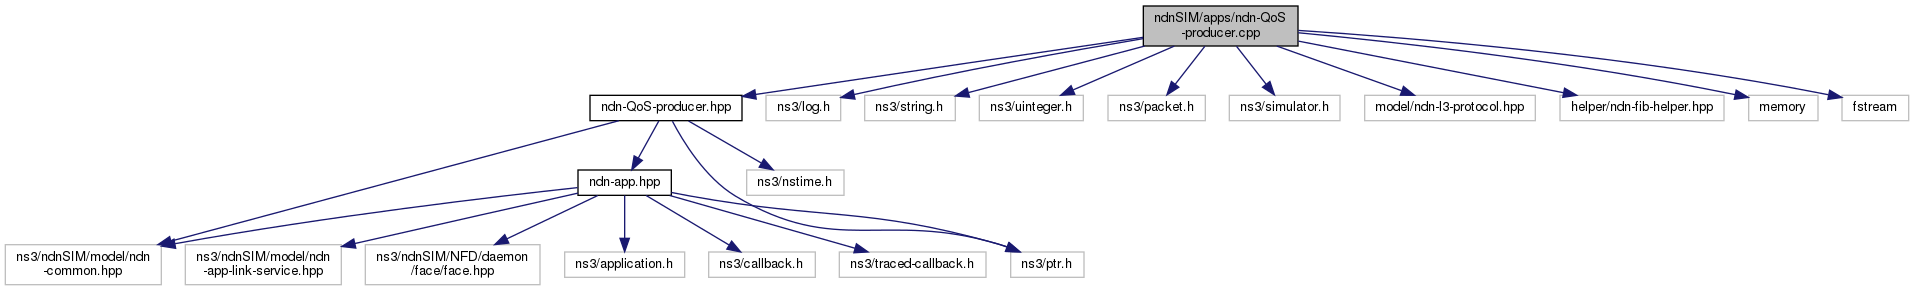 ndnSIM/apps/ndn-QoS
-producer.cpp
ndn-QoS-producer.hpp
ns3/log.h
ns3/string.h
ns3/uinteger.h
ns3/packet.h
ns3/simulator.h
model/ndn-l3-protocol.hpp
helper/ndn-fib-helper.hpp
memory
fstream
ndn-app.hpp
ns3/nstime.h
ns3/ndnSIM/model/ndn
-common.hpp
ns3/ndnSIM/model/ndn
-app-link-service.hpp
ns3/ndnSIM/NFD/daemon
/face/face.hpp
ns3/application.h
ns3/callback.h
ns3/traced-callback.h
ns3/ptr.h